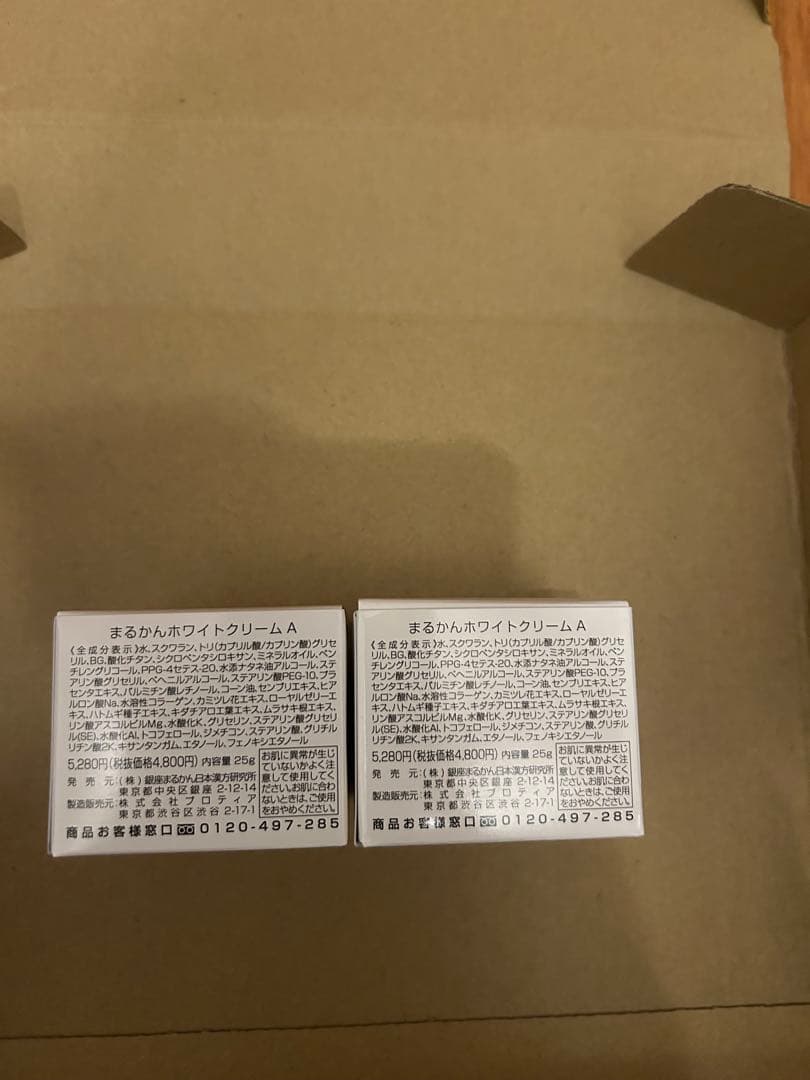 まるかんホワイトクリームA
《全成分表示》水、スクワラン、トリ(カプリル酸/カプリン酸)グリセ
リル、BG、酸化チタン、シクロペンタシロキサン、ミネラルオイル、ペン
チレングリコール、PPG-4セテス-20、水添ナタネ油アルコール、ステ
アリン酸グリセリル、ベヘニルアルコール、ステアリン酸PEG-10、プラ
センタエキス、パルミチン酸レチノール、コーン油、センブリエキス、ヒア
ルロン酸Na、水溶性コラーゲン、カミツレ花エキス、ローヤルゼリーエ
キス、ハトムギ種子エキス、キダチアロエ葉エキス、ムラサキ根エキス、
リン酸アスコルビルMg、水酸化K、グリセリン、ステアリン酸グリセリ
ル(SE)、水酸化Al、トコフェロール、ジメチコン、ステアリン酸、グリチル
リチン酸2K、キサンタンガム、エタノール、フェノキシエタノール
5,280円(税抜価格4,800円) 内容量 25g
発売元:(株)銀座まるかん日本漢方研究所
東京都中央区銀座 2-12-14
製造販売元:株式会社プロティア
東京都渋谷区渋谷 2-17-1
お肌に異常が生じ
ていないかよく注
意して使用してく
ださい。お肌に合わ
ないときは、ご使用
をおやめください。
商品お客様窓口 0120-497-285
まるかんホワイトクリームA
《全成分表示》水、スクワラン、トリ(カプリル酸/カプリン酸)グリセ
リル、BG、酸化チタン、シクロペンタシロキサン、ミネラルオイル、ペン
チレングリコール、PPG-4セテス-20、水添ナタネ油アルコール、ステ
アリン酸グリセリル、ベヘニルアルコール、ステアリン酸PEG-10、プラ
センタエキス、パルミチン酸レチノール、コーン油、センブリエキス、ヒア
ルロン酸Na、水溶性コラーゲン、カミツレ花エキス、ローヤルゼリーエ
キス、ハトムギ種子エキス、キダチアロエ葉エキス、ムラサキ根エキス、
リン酸アスコルビルMg、水酸化K、グリセリン、ステアリン酸グリセリ
ル(SE)、水酸化Al、トコフェロール、ジメチコン、ステアリン酸、グリチル
リチン酸2K、キサンタンガム、エタノール、フェノキシエタノール
5,280円(税抜価格4,800円) 内容量 25g
発売元:(株)銀座まるかん日本漢方研究所
東京都中央区銀座 2-12-14
製造販売元:株式会社プロティア
東京都渋谷区渋谷 2-17-1
お肌に異常が生じ
ていないかよく注
意して使用してく
ださい。お肌に合わ
ないときは、ご使用
をおやめください。
商品お客様窓口 0120-497-285